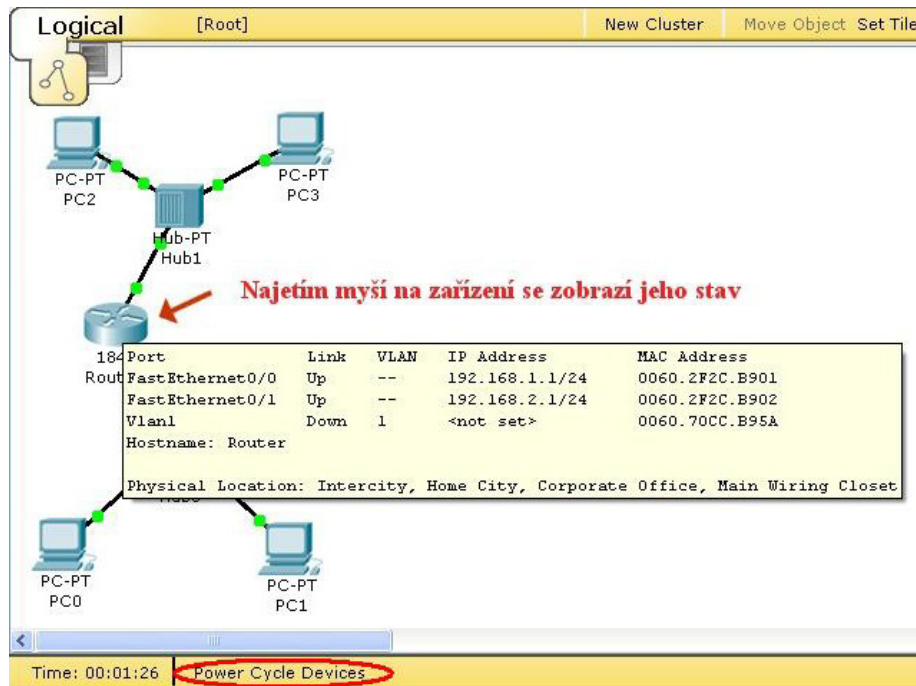 Logical [Root] New Cluster Move Object Set Tile
PC-PT
PC2
PC-PT
PC3
Hub-PT
Hub1
Najetím myší na zařízení se zobrazí jeho stav
184
Rout
Port Link VLAN IP Address MAC Address
FastEthernet0/0 Up -- 192.168.1.1/24 0060.2F2C.B901
FastEthernet0/1 Up -- 192.168.2.1/24 0060.2F2C.B902
Vlan1 Down 1 <not set> 0060.70CC.B95A
Hostname: Router
Physical Location: Intercity, Home City, Corporate Office, Main Wiring Closet
PC-PT
PC0
PC-PT
PC1
Time: 00:01:26 Power Cycle Devices